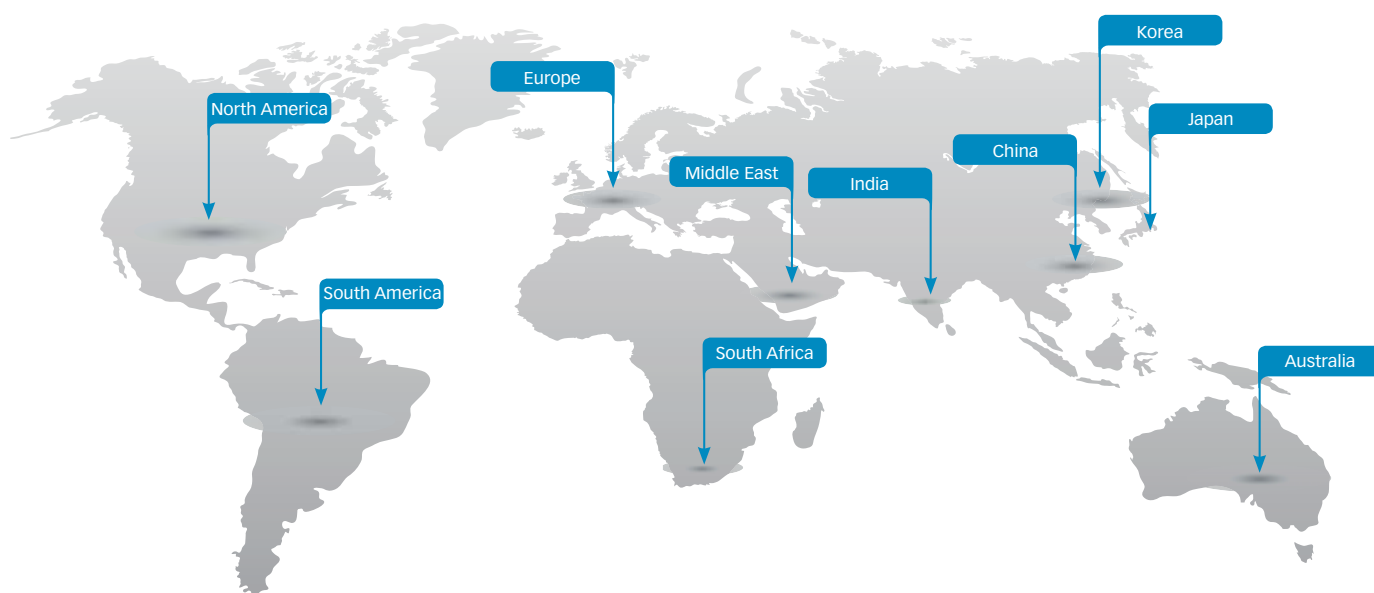 Korea
Europe
North America
Japan
China
Middle East
India
South America
South Africa
Australia